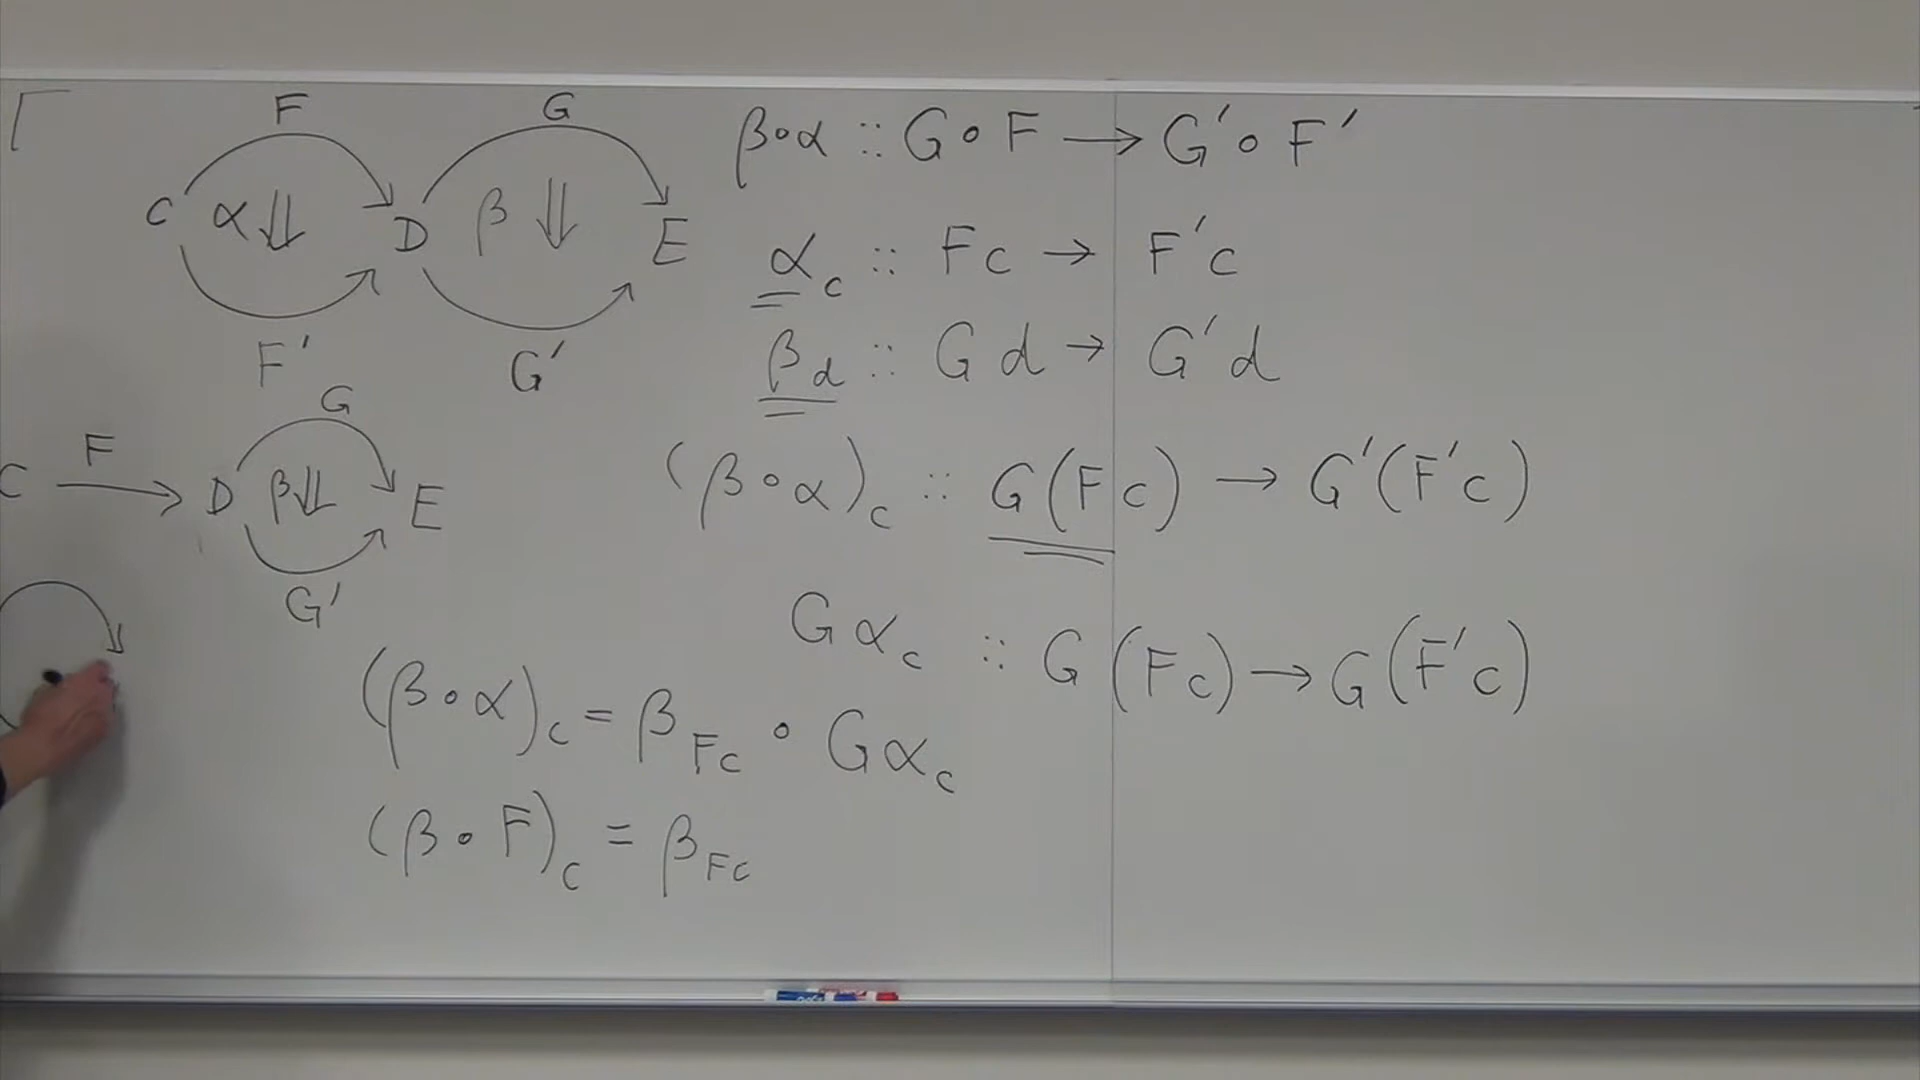 F G
C α ⇓ D β ⇓ E
F' G'
β∘α :: G∘F → G'∘F'
α_c :: Fc → F'c
β_d :: Gd → G'd
G
C F → D β ⇓ E
G'
(β∘α)_c :: G(Fc) → G'(F'c)
Gα_c :: G(Fc) → G(F'c)
(β∘α)_c = β_Fc ∘ Gα_c
(β∘F)_c = β_Fc